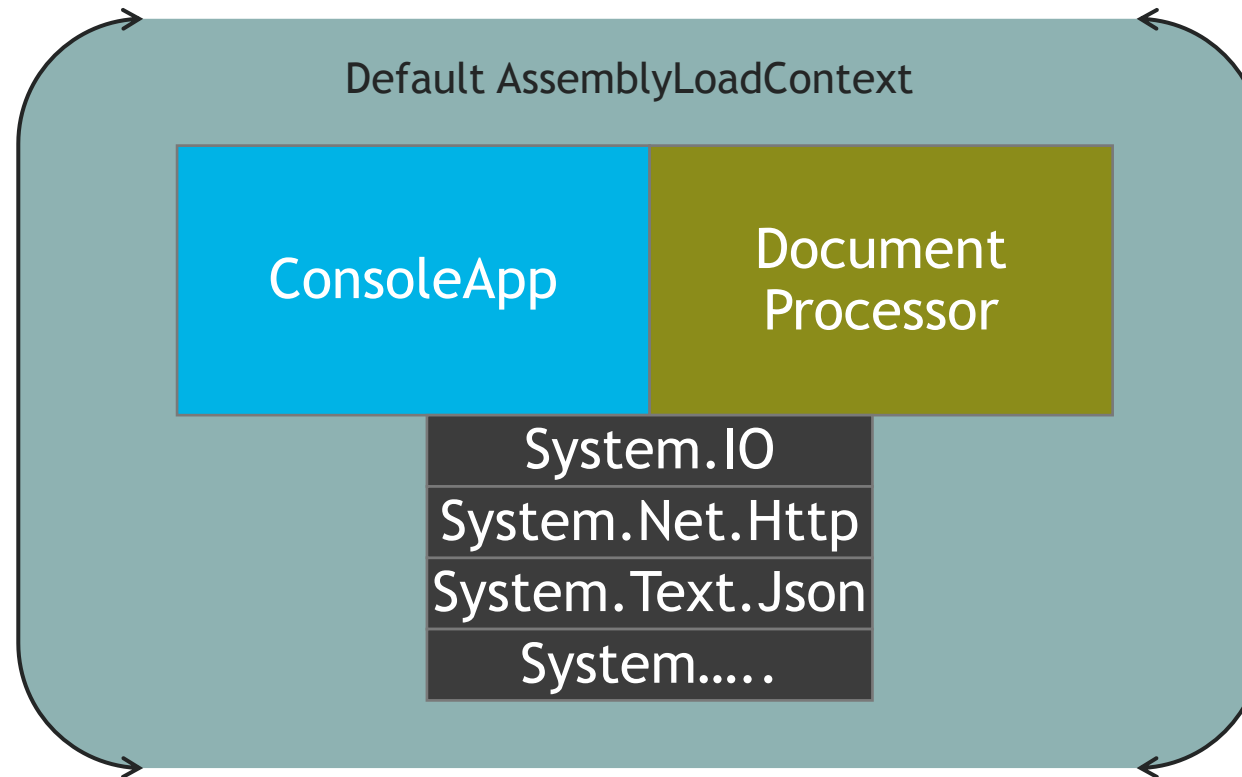 Default AssemblyLoadContext
ConsoleApp
Document
Processor
System.IO
System.Net.Http
System.Text.Json
System…..